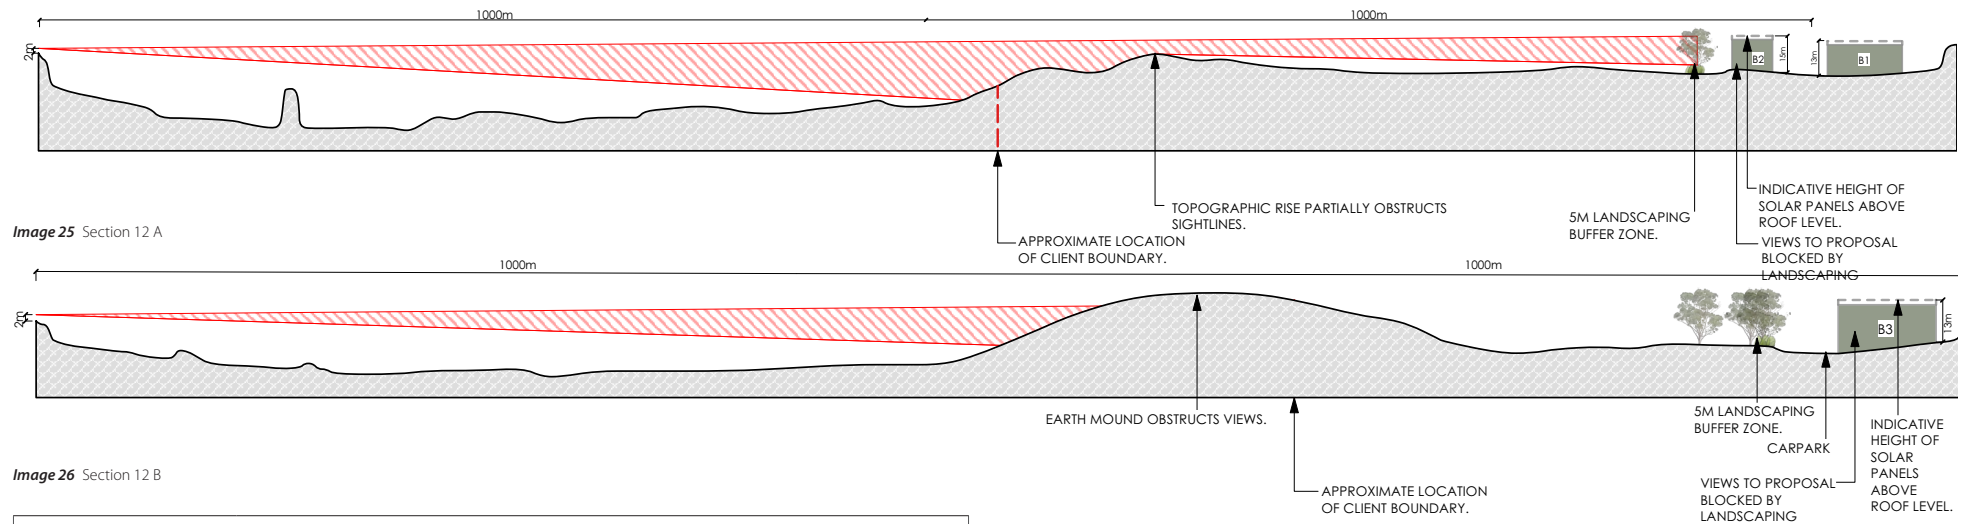 1000m
1000m
2m
B2
15m
13m
B1
TOPOGRAPHIC RISE PARTIALLY OBSTRUCTS
SIGHTLINES.
APPROXIMATE LOCATION
OF CLIENT BOUNDARY.
5M LANDSCAPING
BUFFER ZONE.
INDICATIVE HEIGHT OF
SOLAR PANELS ABOVE
ROOF LEVEL.
VIEWS TO PROPOSAL
BLOCKED BY
LANDSCAPING
Image 25 Section 12 A
1000m
1000m
2m
B3
13m
EARTH MOUND OBSTRUCTS VIEWS.
APPROXIMATE LOCATION
OF CLIENT BOUNDARY.
5M LANDSCAPING
BUFFER ZONE.
CARPARK
VIEWS TO PROPOSAL
BLOCKED BY
LANDSCAPING
INDICATIVE
HEIGHT OF
SOLAR
PANELS
ABOVE
ROOF LEVEL.
Image 26 Section 12 B